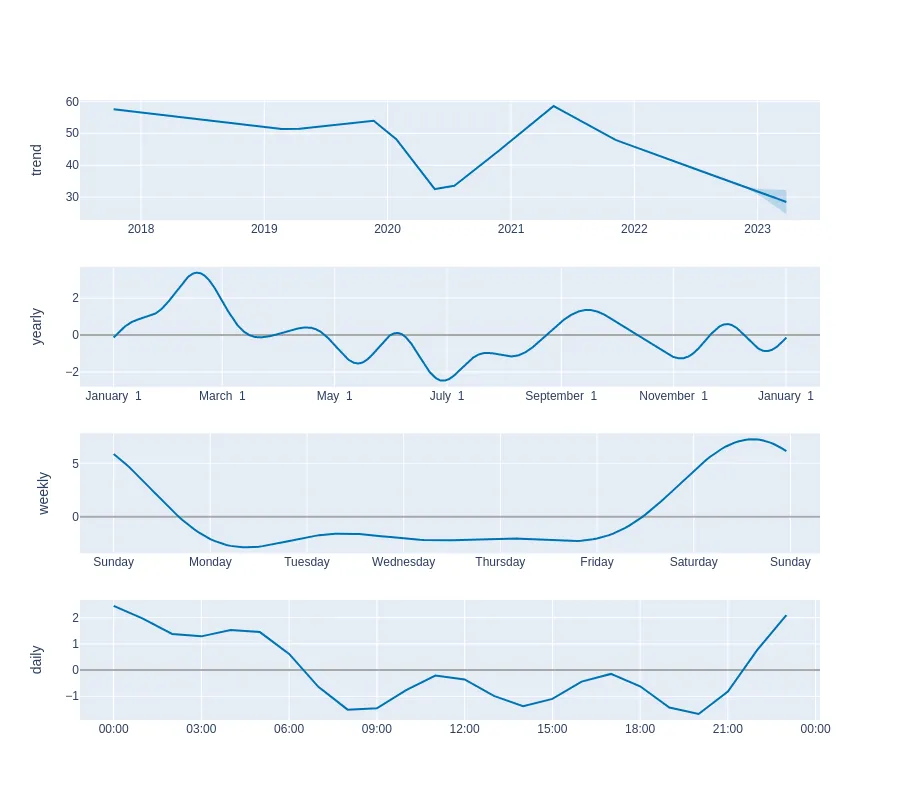 trend
60
50
40
30
2018 2019 2020 2021 2022 2023
yearly
2
0
−2
January 1 March 1 May 1 July 1 September 1 November 1 January 1
weekly
5
0
Sunday Monday Tuesday Wednesday Thursday Friday Saturday Sunday
daily
2
1
0
−1
00:00 03:00 06:00 09:00 12:00 15:00 18:00 21:00 00:00